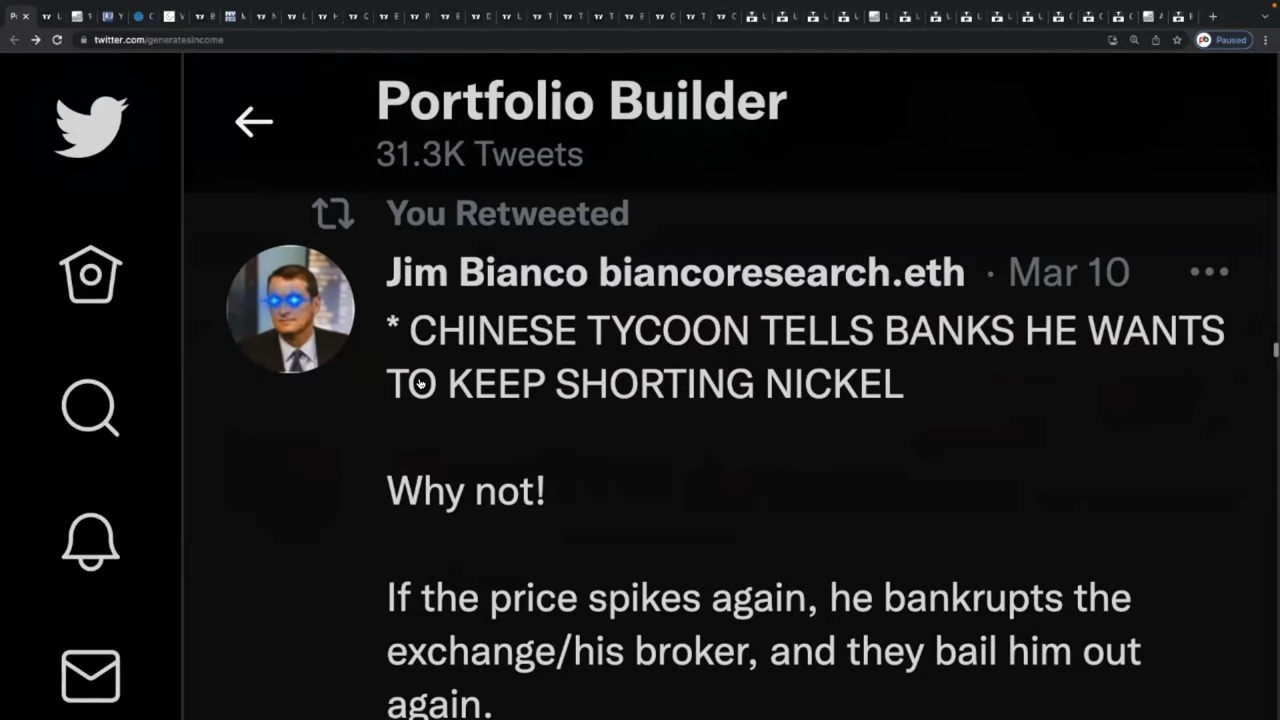 twitter.com/generatesincome
Paused
Portfolio Builder
31.3K Tweets
You Retweeted
Jim Bianco biancoresearch.eth · Mar 10
* CHINESE TYCOON TELLS BANKS HE WANTS
TO KEEP SHORTING NICKEL
Why not!
If the price spikes again, he bankrupts the
exchange/his broker, and they bail him out
again.